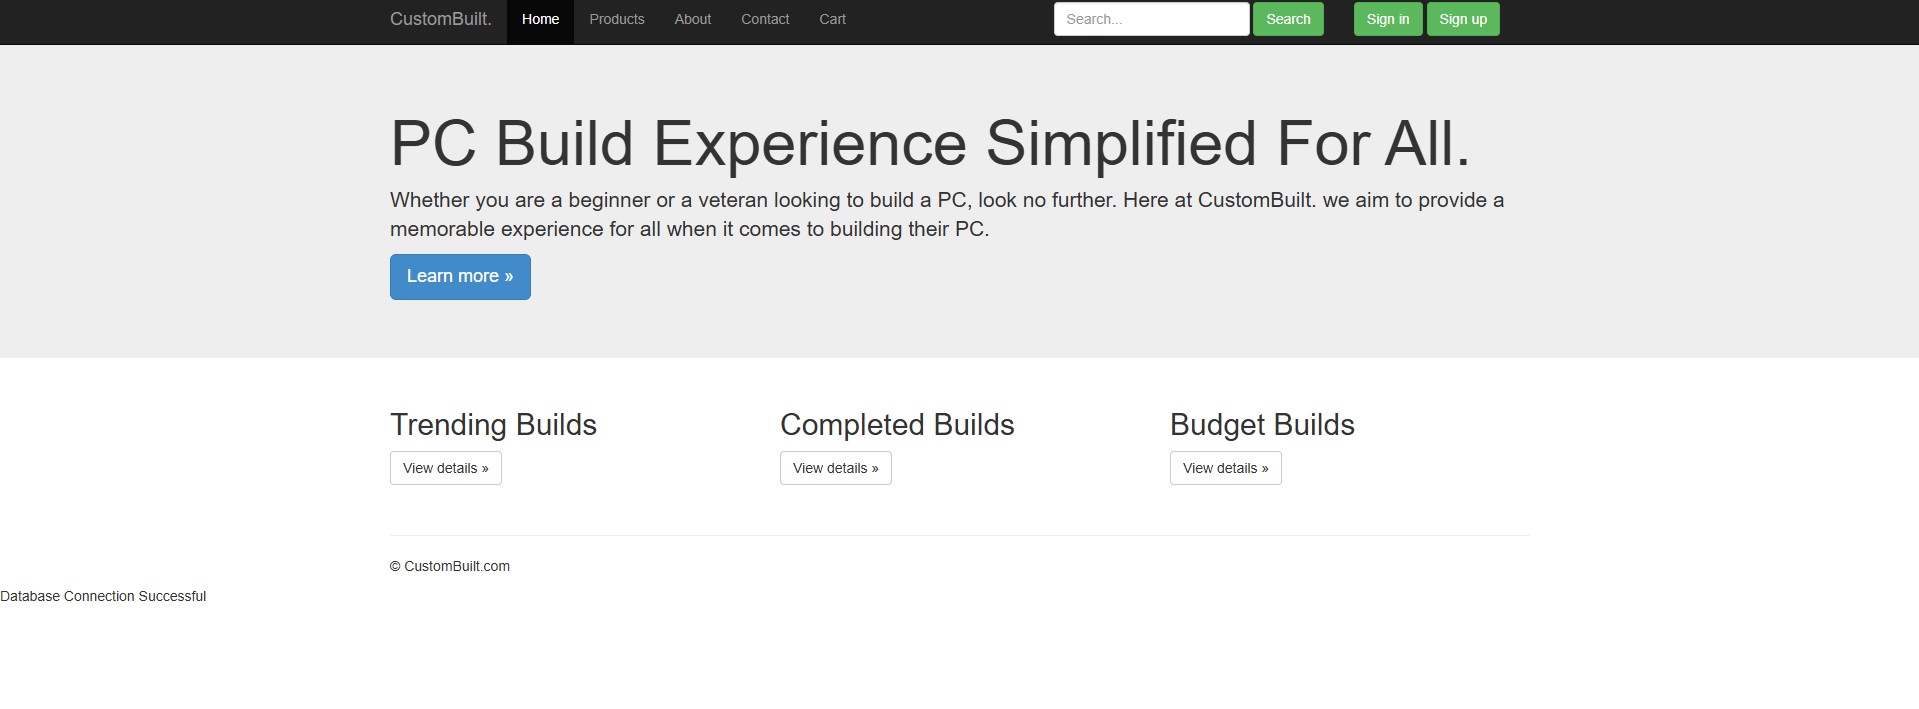 CustomBuilt. Home Products About Contact Cart Search... Search Sign in Sign up
PC Build Experience Simplified For All.
Whether you are a beginner or a veteran looking to build a PC, look no further. Here at CustomBuilt. we aim to provide a
memorable experience for all when it comes to building their PC.
Learn more »
Trending Builds Completed Builds Budget Builds
View details » View details » View details »
© CustomBuilt.com
Database Connection Successful